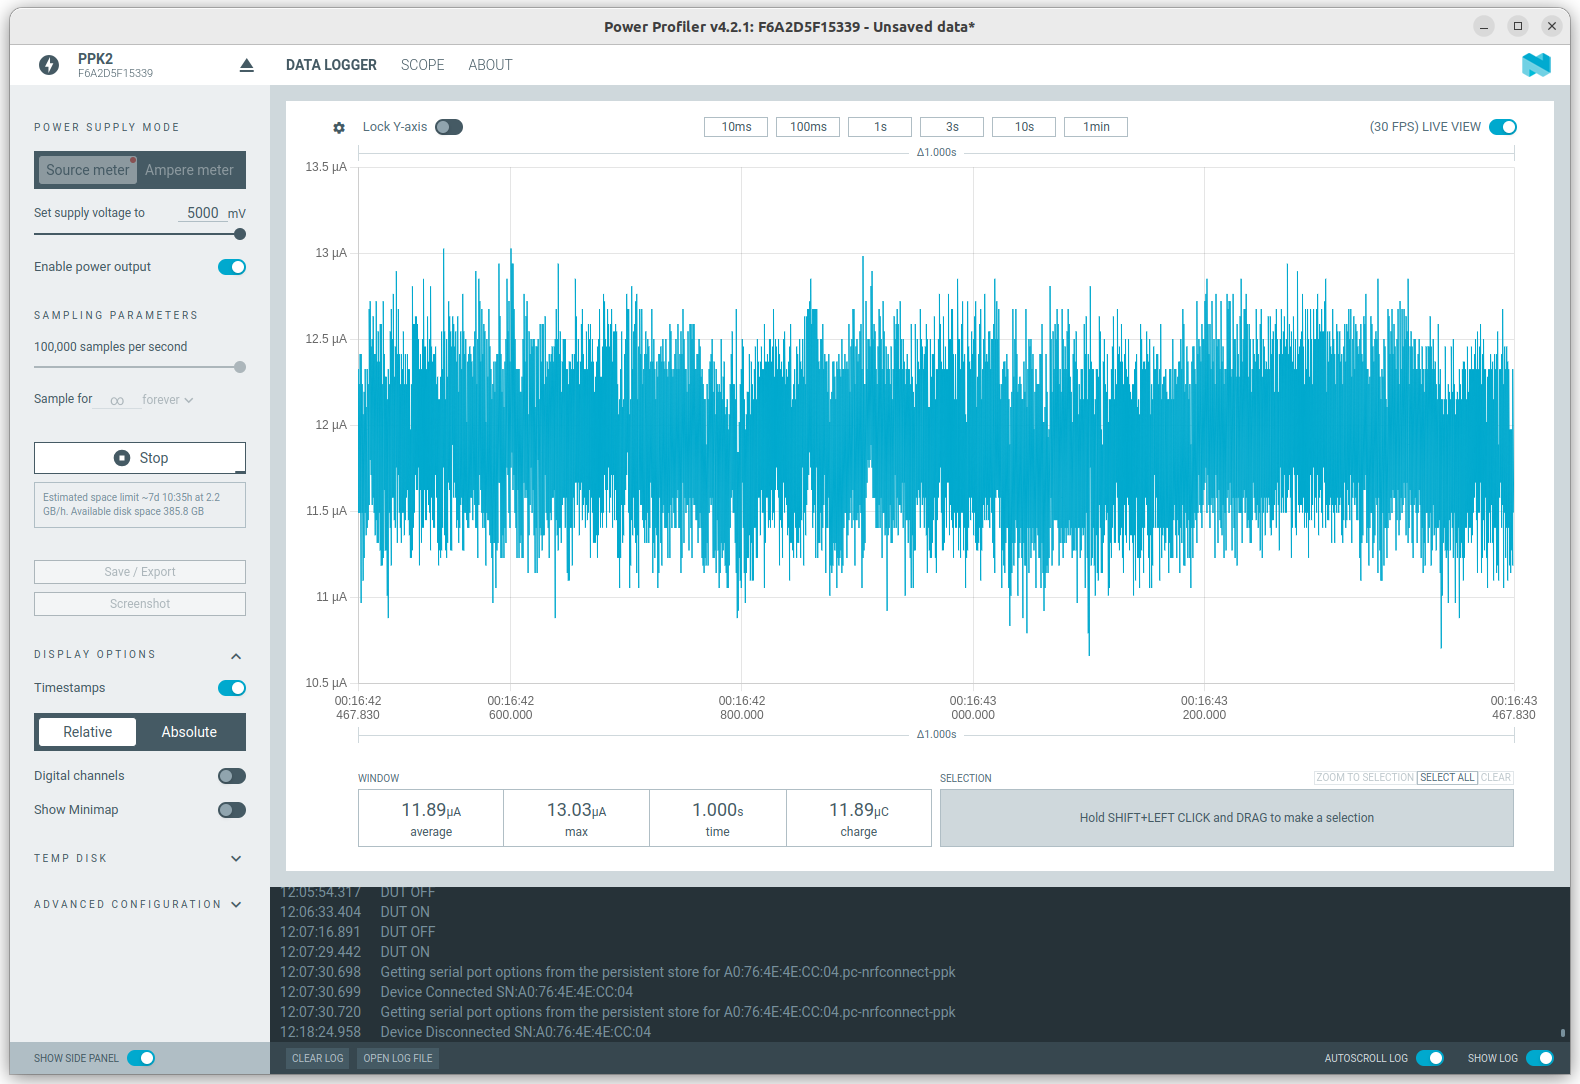 Power Profiler v4.2.1: F6A2D5F15339 - Unsaved data*
PPK2
F6A2D5F15339
DATA LOGGER SCOPE ABOUT
POWER SUPPLY MODE
Source meter Ampere meter
Set supply voltage to 5000 mV
Enable power output
SAMPLING PARAMETERS
100,000 samples per second
Sample for ∞ forever
Stop
Estimated space limit ~7d 10:35h at 2.2
GB/h. Available disk space 385.8 GB
Save / Export
Screenshot
DISPLAY OPTIONS
Timestamps
Relative Absolute
Digital channels
Show Minimap
TEMP DISK
ADVANCED CONFIGURATION
SHOW SIDE PANEL
Lock Y-axis
10ms 100ms 1s 3s 10s 1min
(30 FPS) LIVE VIEW
Δ1.000s
13.5 µA
13 µA
12.5 µA
12 µA
11.5 µA
11 µA
10.5 µA
00:16:42 00:16:42 00:16:42 00:16:43 00:16:43 00:16:43
467.830 600.000 800.000 000.000 200.000 467.830
Δ1.000s
WINDOW
11.89µA 13.03µA 1.000s 11.89µC
average max time charge
SELECTION
ZOOM TO SELECTION SELECT ALL CLEAR
Hold SHIFT+LEFT CLICK and DRAG to make a selection
12:05:54.317 DUT OFF
12:06:33.404 DUT ON
12:07:16.891 DUT OFF
12:07:29.442 DUT ON
12:07:30.698 Getting serial port options from the persistent store for A0:76:4E:4E:CC:04.pc-nrfconnect-ppk
12:07:30.699 Device Connected SN:A0:76:4E:4E:CC:04
12:07:30.720 Getting serial port options from the persistent store for A0:76:4E:4E:CC:04.pc-nrfconnect-ppk
12:18:24.958 Device Disconnected SN:A0:76:4E:4E:CC:04
CLEAR LOG OPEN LOG FILE
AUTOSCROLL LOG SHOW LOG